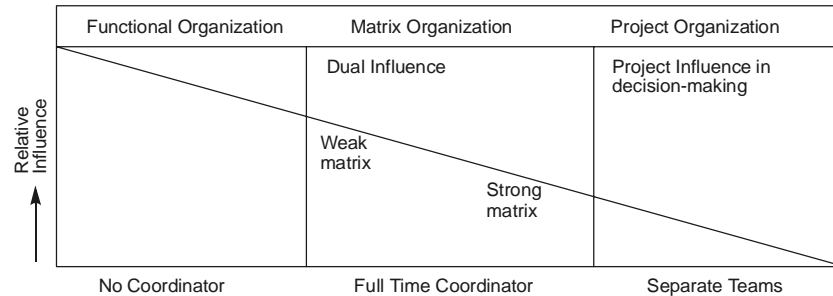 Functional Organization
Matrix Organization
Project Organization
Dual Influence
Project Influence in
decision-making
Relative
Influence
Weak
matrix
Strong
matrix
No Coordinator
Full Time Coordinator
Separate Teams